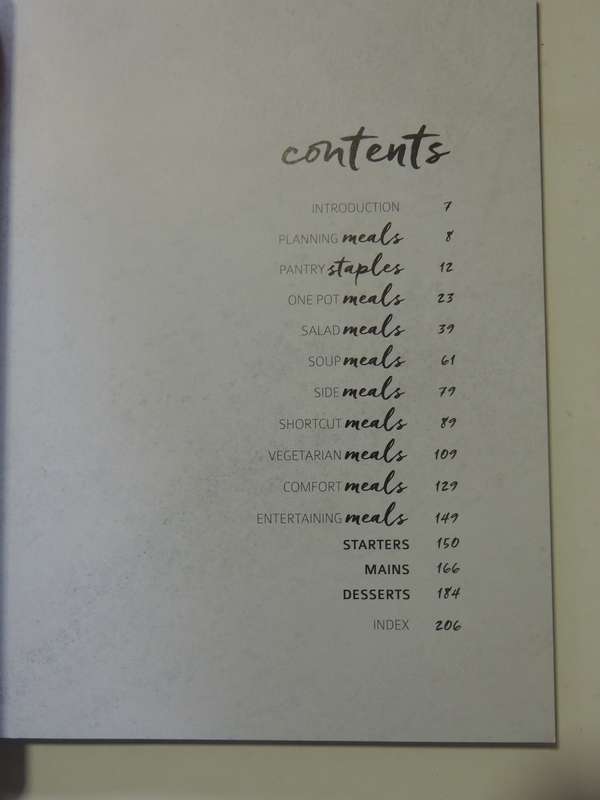 contents
INTRODUCTION 7
PLANNING meals 8
PANTRY staples 12
ONE POT meals 23
SALAD meals 39
SOUP meals 61
SIDE meals 79
SHORTCUT meals 89
VEGETARIAN meals 109
COMFORT meals 129
ENTERTAINING meals 149
STARTERS 150
MAINS 166
DESSERTS 184
INDEX 206